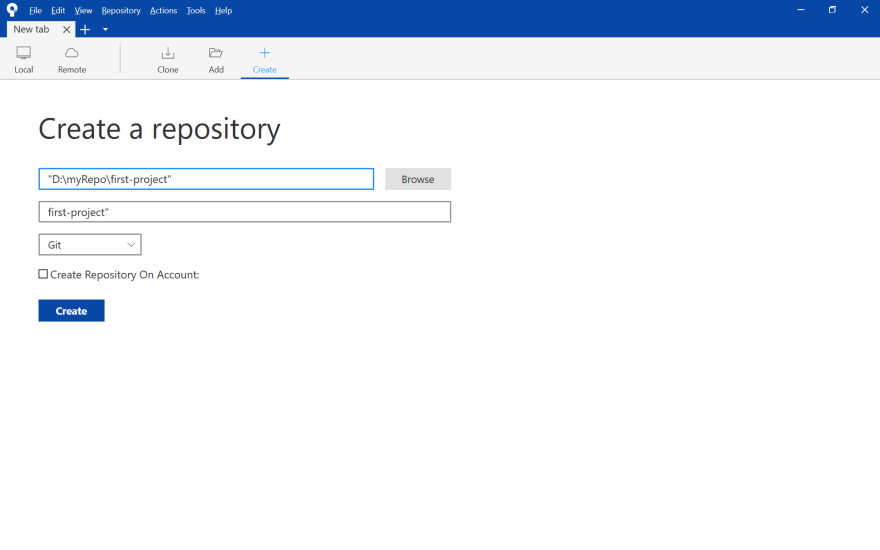 File Edit View Repository Actions Tools Help
New tab
Local Remote Clone Add Create
Create a repository
"D:\myRepo\first-project" Browse
first-project"
Git
Create Repository On Account:
Create